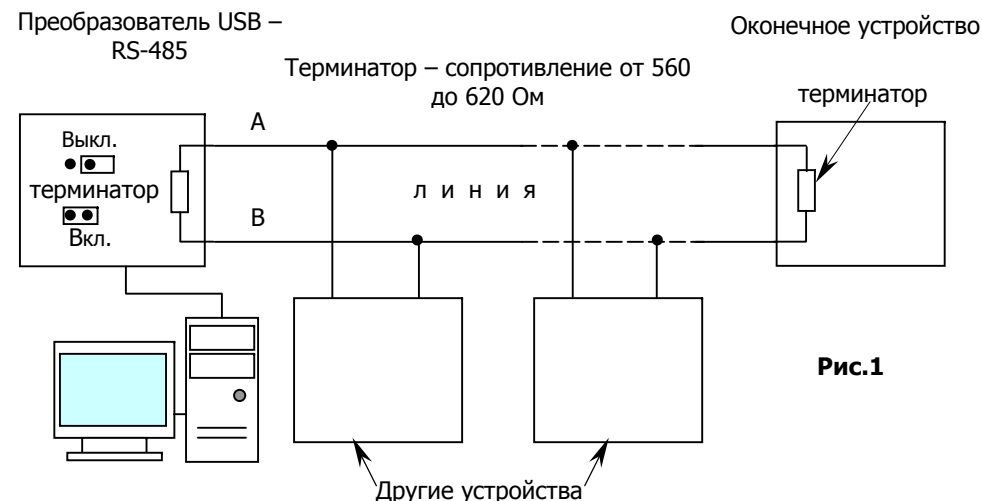 Преобразователь USB –
RS-485
Оконечное устройство
Терминатор – сопротивление от 560
до 620 Ом
терминатор
А
Выкл.
терминатор
Вкл.
В
л и н и я
Рис.1
Другие устройства